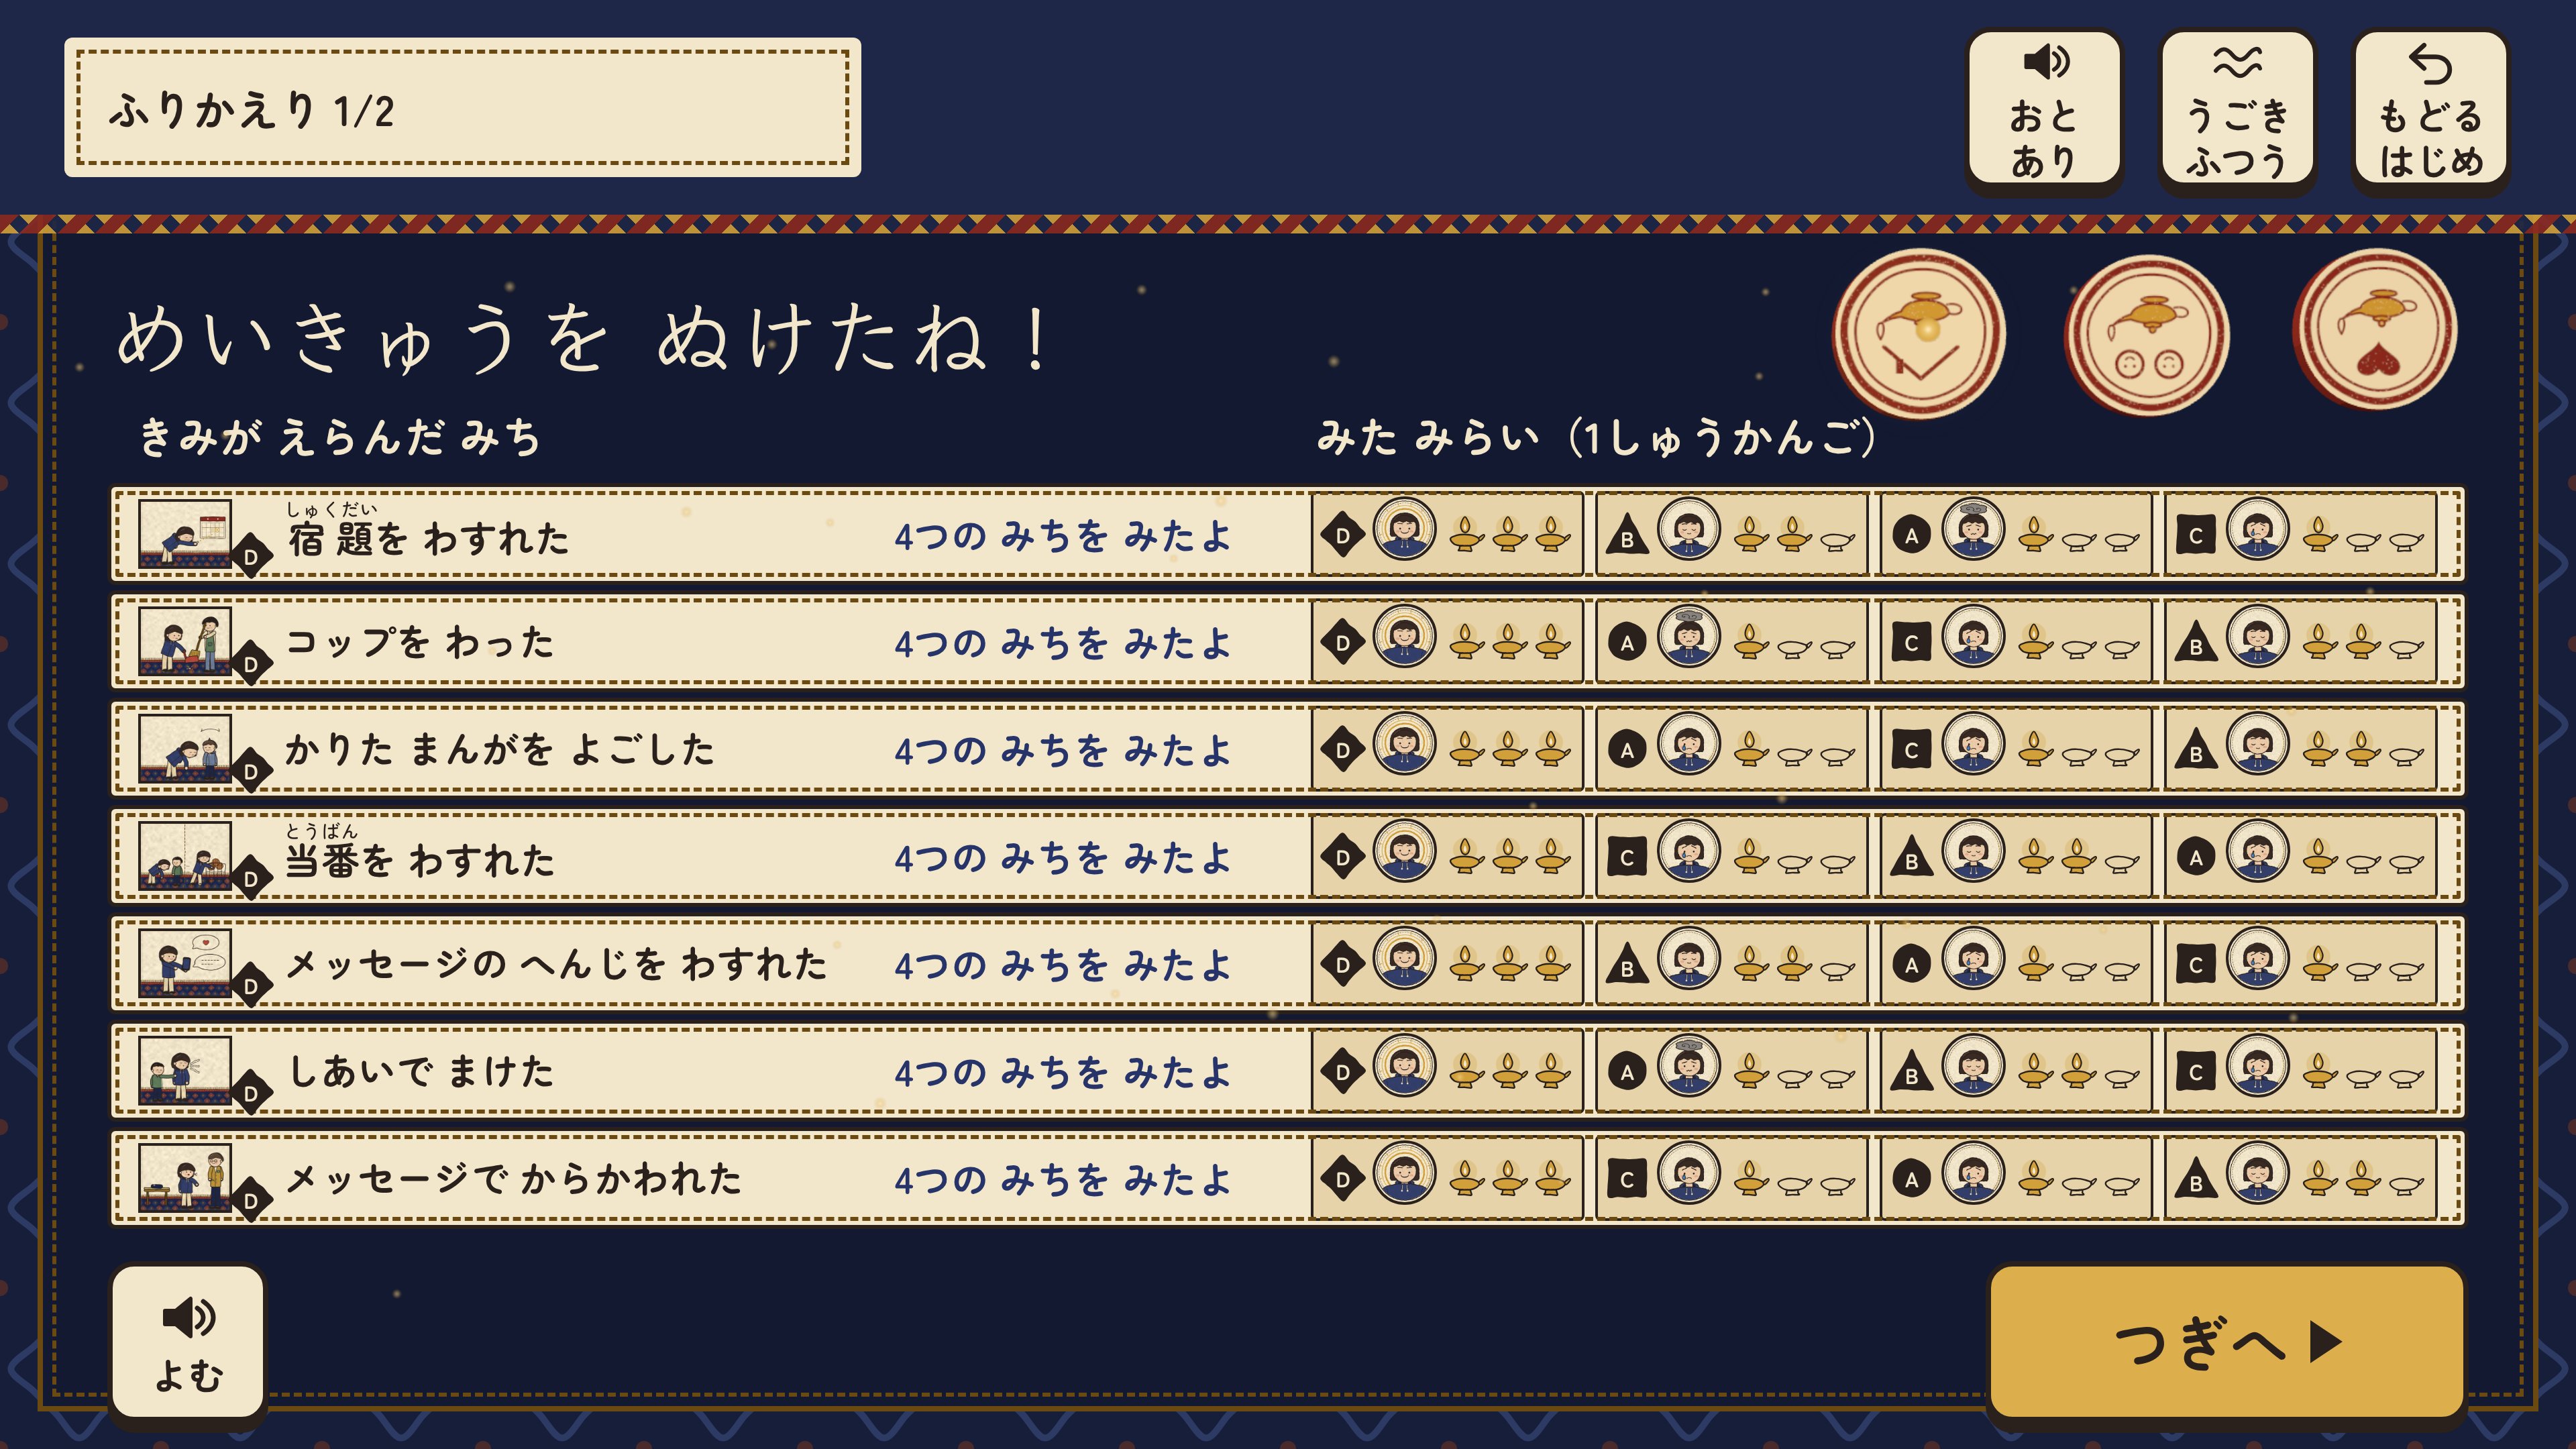 ふりかえり 1/2
おと
あり
うごき
ふつう
もどる
はじめ
めいきゅうを ぬけたね！
きみが えらんだ みち
みた みらい（1しゅうかんご）
しゅくだい
D 宿題を わすれた 4つの みちを みたよ D B A C
D コップを わった 4つの みちを みたよ D A C B
D かりた まんがを よごした 4つの みちを みたよ D A C B
とうばん
D 当番を わすれた 4つの みちを みたよ D C B A
D メッセージの へんじを わすれた 4つの みちを みたよ D B A C
D しあいで まけた 4つの みちを みたよ D A B C
D メッセージで からかわれた 4つの みちを みたよ D C A B
よむ
つぎへ ▶